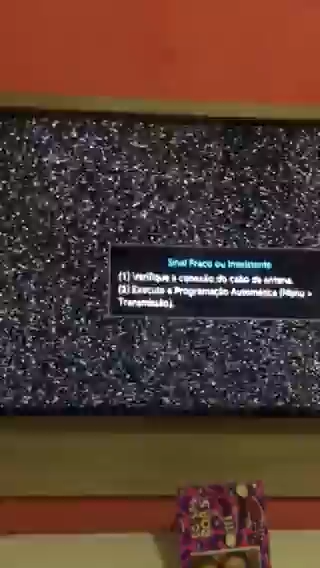 Sinal Fraco ou Inexistente
(1) Verifique a conexão do cabo da antena.
(2) Execute a Programação Automática (Menu >
Transmissão).